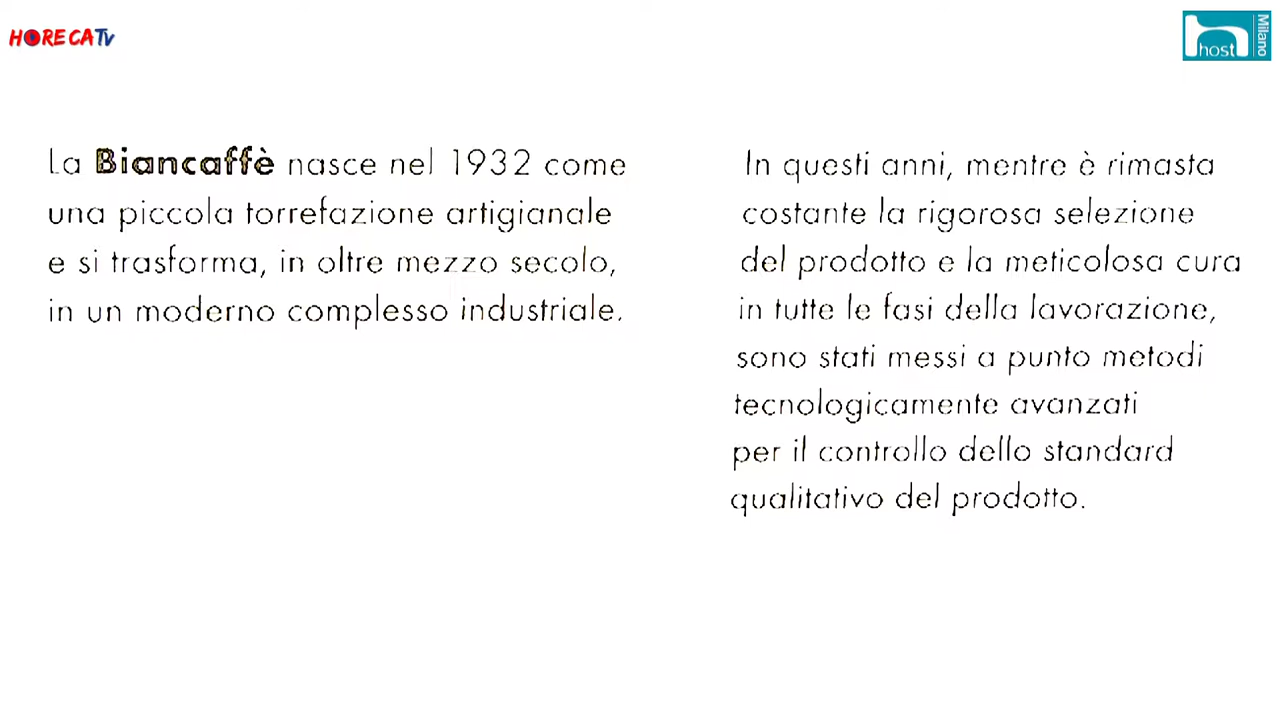 HORECATv
host
Milano
La Biancaffè nasce nel 1932 come
una piccola torrefazione artigianale
e si trasforma, in oltre mezzo secolo,
in un moderno complesso industriale.
In questi anni, mentre è rimasta
costante la rigorosa selezione
del prodotto e la meticolosa cura
in tutte le fasi della lavorazione,
sono stati messi a punto metodi
tecnologicamente avanzati
per il controllo dello standard
qualitativo del prodotto.